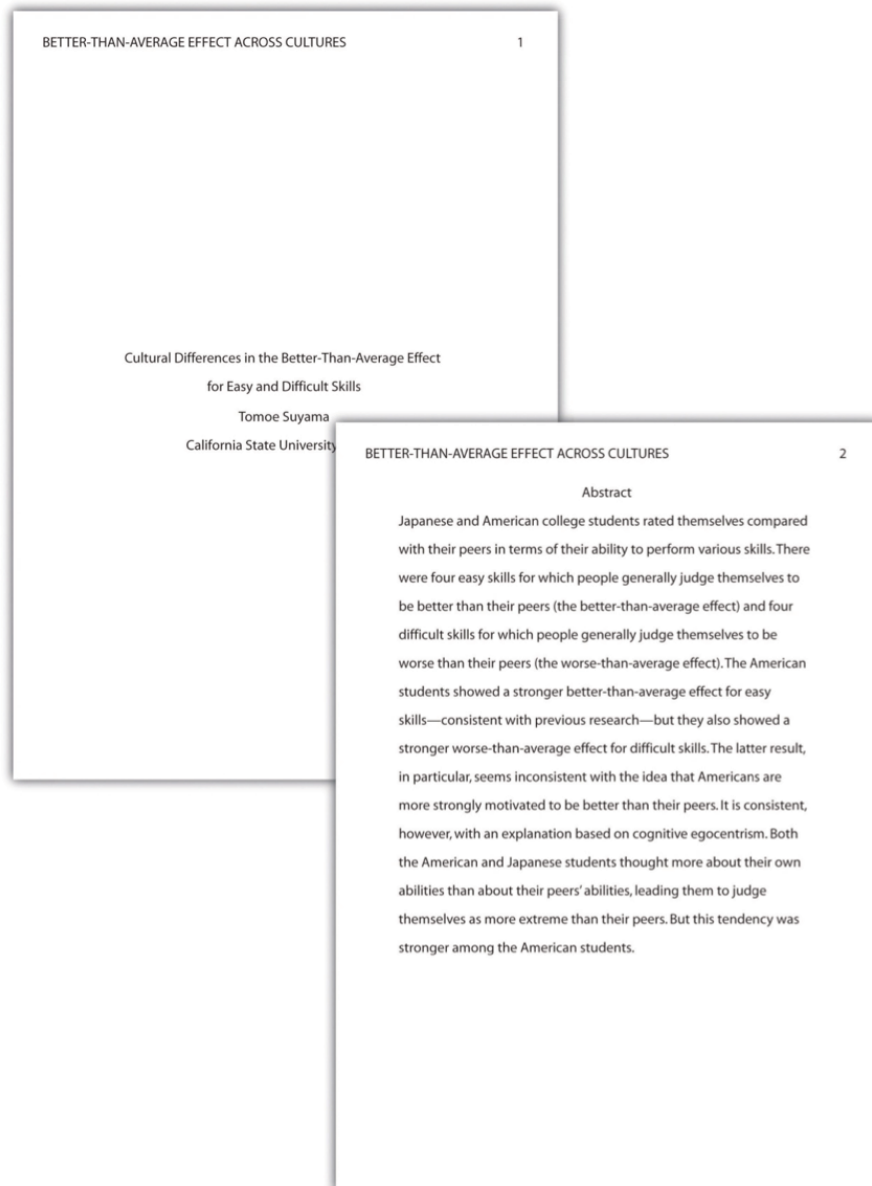 BETTER-THAN-AVERAGE EFFECT ACROSS CULTURES 1
Cultural Differences in the Better-Than-Average Effect
for Easy and Difficult Skills
Tomoe Suyama
California State University
BETTER-THAN-AVERAGE EFFECT ACROSS CULTURES 2
Abstract
Japanese and American college students rated themselves compared
with their peers in terms of their ability to perform various skills. There
were four easy skills for which people generally judge themselves to
be better than their peers (the better-than-average effect) and four
difficult skills for which people generally judge themselves to be
worse than their peers (the worse-than-average effect). The American
students showed a stronger better-than-average effect for easy
skills—consistent with previous research—but they also showed a
stronger worse-than-average effect for difficult skills. The latter result,
in particular, seems inconsistent with the idea that Americans are
more strongly motivated to be better than their peers. It is consistent,
however, with an explanation based on cognitive egocentrism. Both
the American and Japanese students thought more about their own
abilities than about their peers' abilities, leading them to judge
themselves as more extreme than their peers. But this tendency was
stronger among the American students.